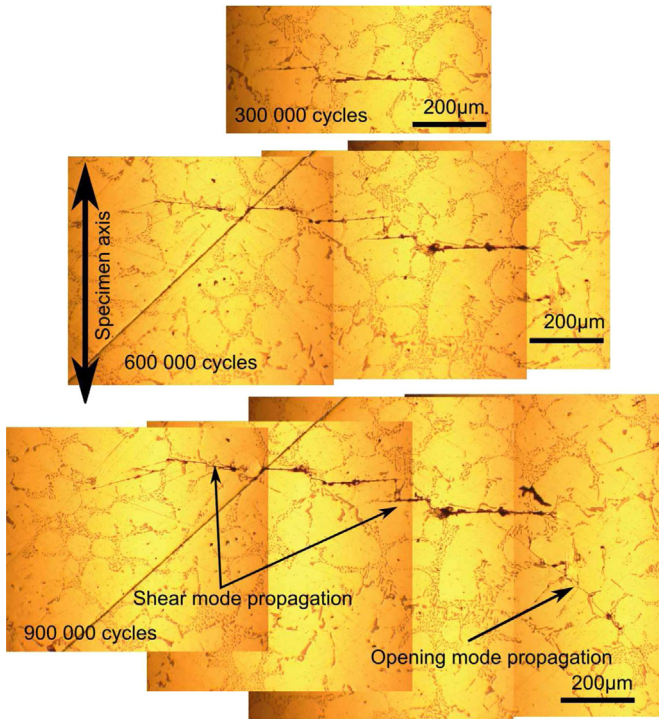 200µm
300 000 cycles
Specimen axis
200µm
600 000 cycles
Shear mode propagation
900 000 cycles
Opening mode propagation
200µm